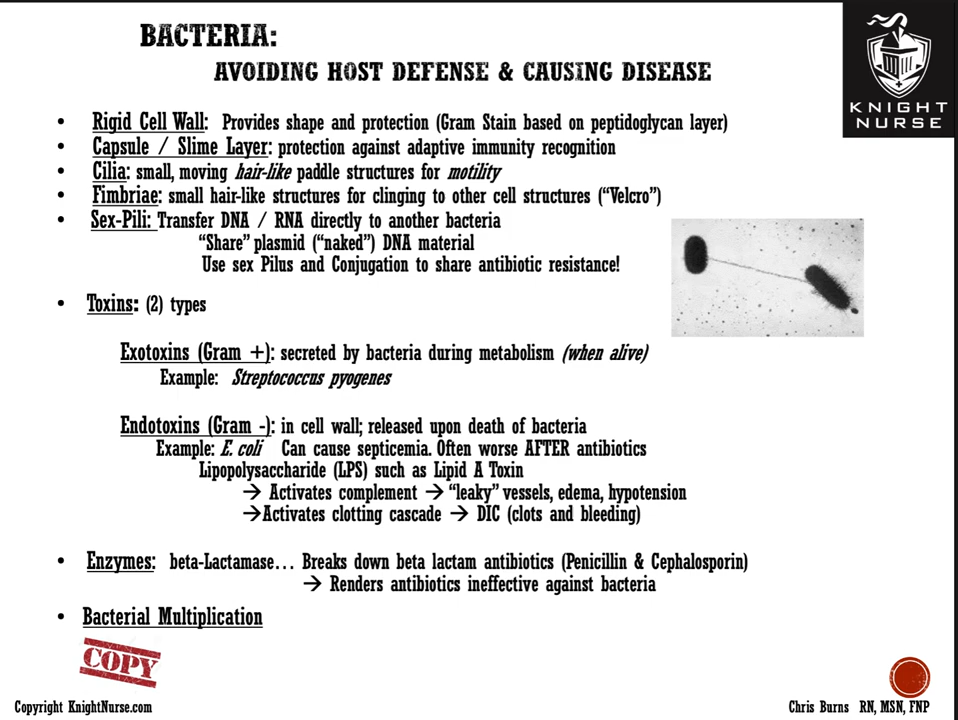 BACTERIA:
AVOIDING HOST DEFENSE & CAUSING DISEASE
KNIGHT
NURSE
• Rigid Cell Wall: Provides shape and protection (Gram Stain based on peptidoglycan layer)
• Capsule / Slime Layer: protection against adaptive immunity recognition
• Cilia: small, moving hair-like paddle structures for motility
• Fimbriae: small hair-like structures for clinging to other cell structures (“Velcro”)
• Sex-Pili: Transfer DNA / RNA directly to another bacteria
“Share” plasmid (“naked”) DNA material
Use sex Pilus and Conjugation to share antibiotic resistance!
• Toxins: (2) types
Exotoxins (Gram +): secreted by bacteria during metabolism (when alive)
Example: Streptococcus pyogenes
Endotoxins (Gram -): in cell wall; released upon death of bacteria
Example: E. coli Can cause septicemia. Often worse AFTER antibiotics
Lipopolysaccharide (LPS) such as Lipid A Toxin
→ Activates complement → “leaky” vessels, edema, hypotension
→Activates clotting cascade → DIC (clots and bleeding)
• Enzymes: beta-Lactamase… Breaks down beta lactam antibiotics (Penicillin & Cephalosporin)
→ Renders antibiotics ineffective against bacteria
• Bacterial Multiplication
COPY
Copyright KnightNurse.com
Chris Burns RN, MSN, FNP